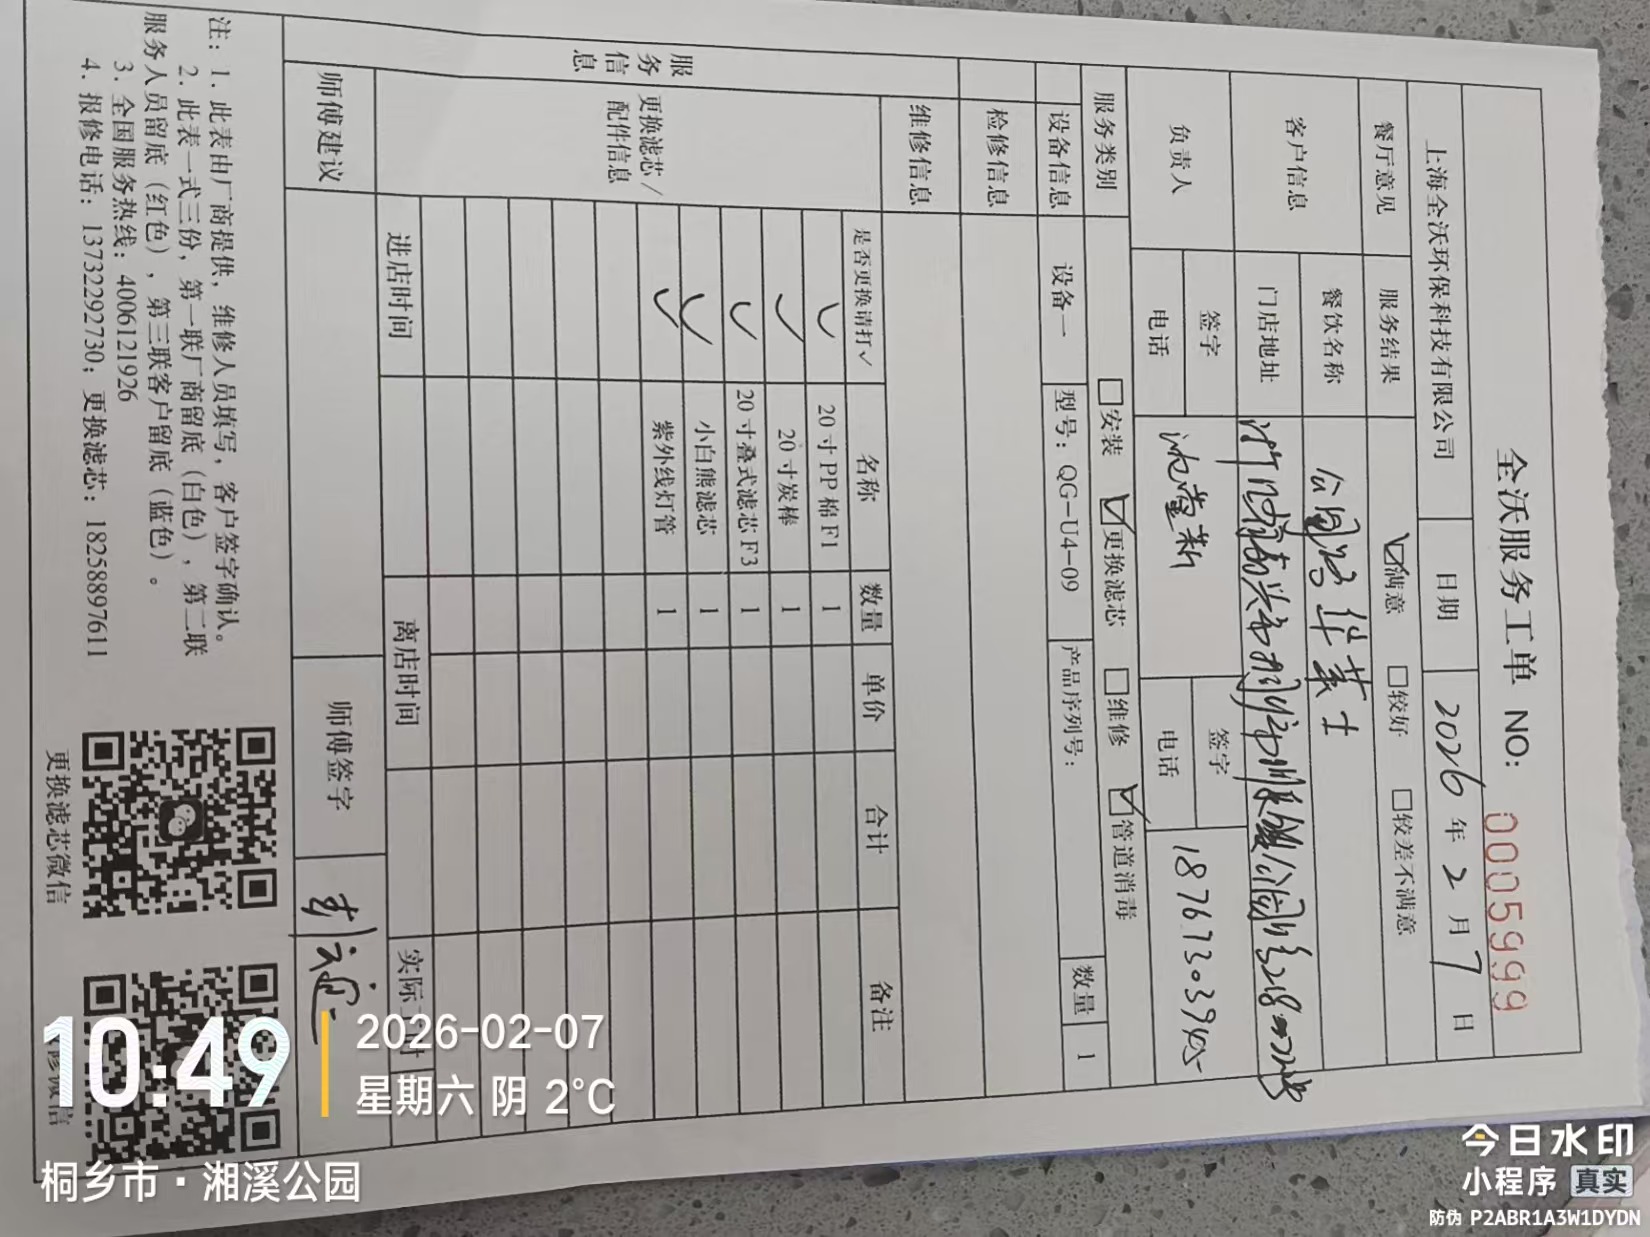 全沃服务工单 NO: 0005999
上海全沃环保科技有限公司 日期 2026 年 2 月 7 日
餐厅意见 服务结果 ☑满意 □较好 □较差不满意
客户信息 餐饮名称 华莱士
门店地址
负责人 签字 签字
电话 电话 18767303945
服务类别 □安装 ☑更换滤芯 □维修 ☑管道消毒
设备信息 设备一 型号: QG-U4-09 产品序列号: 数量 1
检修信息
维修信息
服务信息
更换滤芯/配件信息
是否更换请打✓ 名称 数量 单价 合计 备注
✓ 20 寸 PP 棉 F1 1
✓ 20 寸炭棒 1
✓ 20 寸叠式滤芯 F3 1
✓ 小白熊滤芯 1
✓ 紫外线灯管 1
进店时间 离店时间 实际
师傅建议 师傅签字
注: 1. 此表由厂商提供, 维修人员填写, 客户签字确认。
2. 此表一式三份, 第一联厂商留底 (白色), 第二联
服务人员留底 (红色), 第三联客户留底 (蓝色)。
3. 全国服务热线: 4006121926
4. 报修电话: 13732292730; 更换滤芯: 18258897611
更换滤芯微信
微信
10:49
2026-02-07
星期六 阴 2°C
桐乡市·湘溪公园
今日水印
小程序 真实
防伪 P2ABR1A3W1DYDN